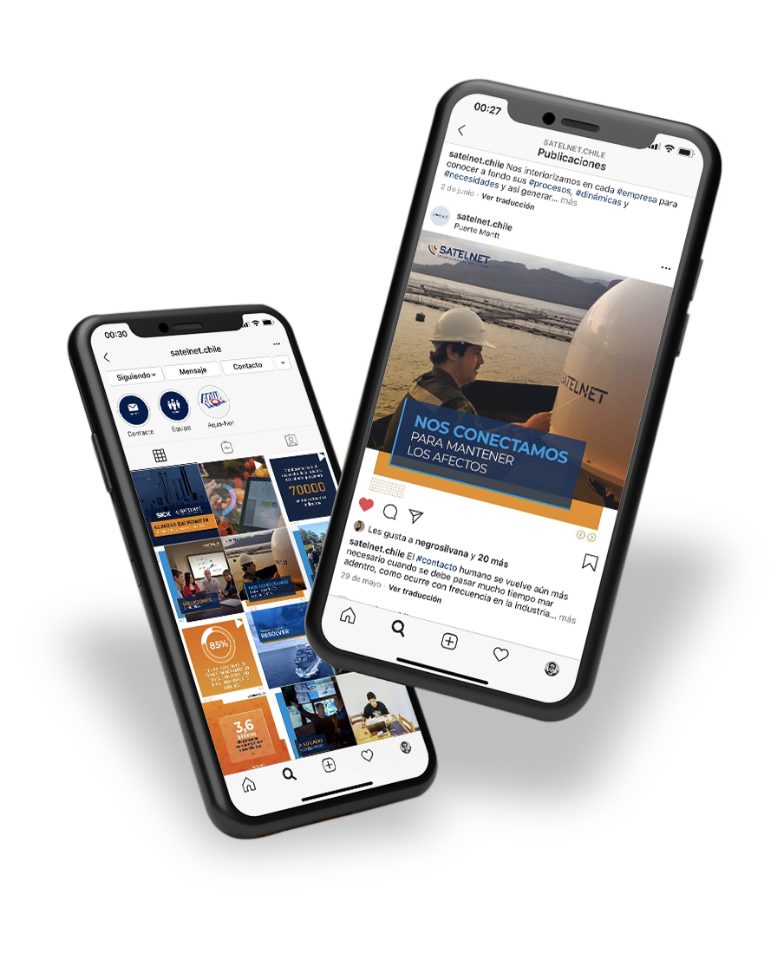 00:27
SATELNET.CHILE
Publicaciones
satelnet.chile Nos interiorizamos en cada #empresa para
conocer a fondo sus #procesos, #dinámicas y
#necesidades y así generar... más
2 de junio · Ver traducción
satelnet.chile
Puerto Montt
SATELNET
SATELNET
NOS CONECTAMOS
PARA MANTENER
LOS AFECTOS
Les gusta a negrosilvana y 20 más
satelnet.chile El #contacto humano se vuelve aún más
necesario cuando se debe pasar mucho tiempo mar
adentro, como ocurre con frecuencia en la industria... más
29 de mayo · Ver traducción
00:30
satelnet.chile
Siguiendo
Mensaje
Contacto
Contacto
Equipo
70000
SICK
SOLUCIONES
NOS CONECTAMOS
RESOLVER
85%
3,6
A SU LADO